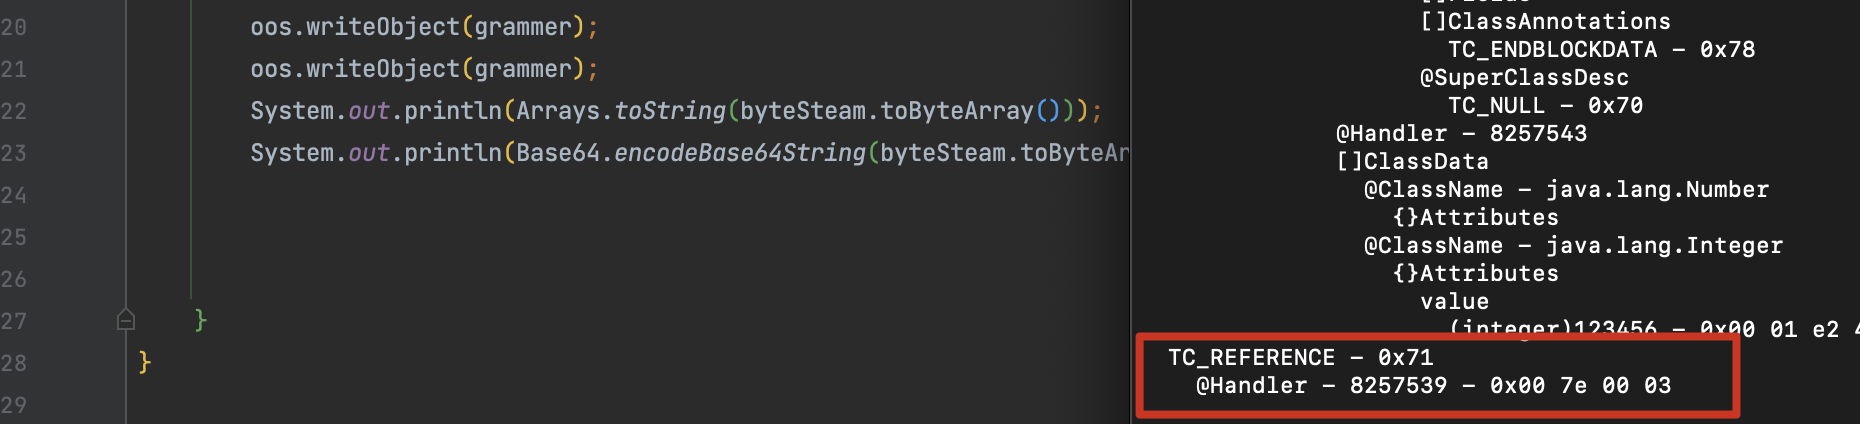 20 oos.writeObject(grammer);
21 oos.writeObject(grammer);
22 System.out.println(Arrays.toString(byteSteam.toByteArray()));
23 System.out.println(Base64.encodeBase64String(byteSteam.toByteAr
24
25
26
27 }
28 }
29
[]ClassAnnotations
TC_ENDBLOCKDATA – 0x78
@SuperClassDesc
TC_NULL – 0x70
@Handler – 8257543
[]ClassData
@ClassName – java.lang.Number
{}Attributes
@ClassName – java.lang.Integer
{}Attributes
value
(integer)123456 – 0x00 01 e2 4
TC_REFERENCE – 0x71
@Handler – 8257539 – 0x00 7e 00 03